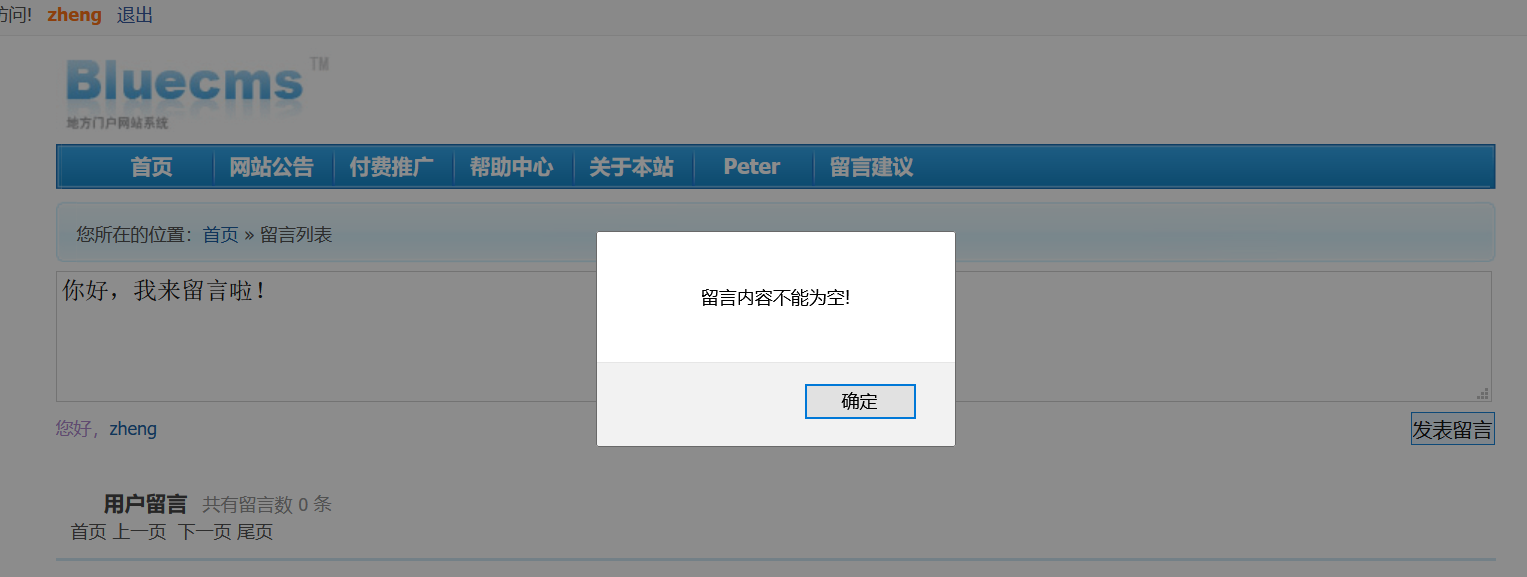 访问! zheng 退出
Bluecms TM
地方门户网站系统
首页 网站公告 付费推广 帮助中心 关于本站 Peter 留言建议
您所在的位置：首页 » 留言列表
你好，我来留言啦！
留言内容不能为空!
确定
您好，zheng
发表留言
用户留言 共有留言数 0 条
首页 上一页 下一页 尾页